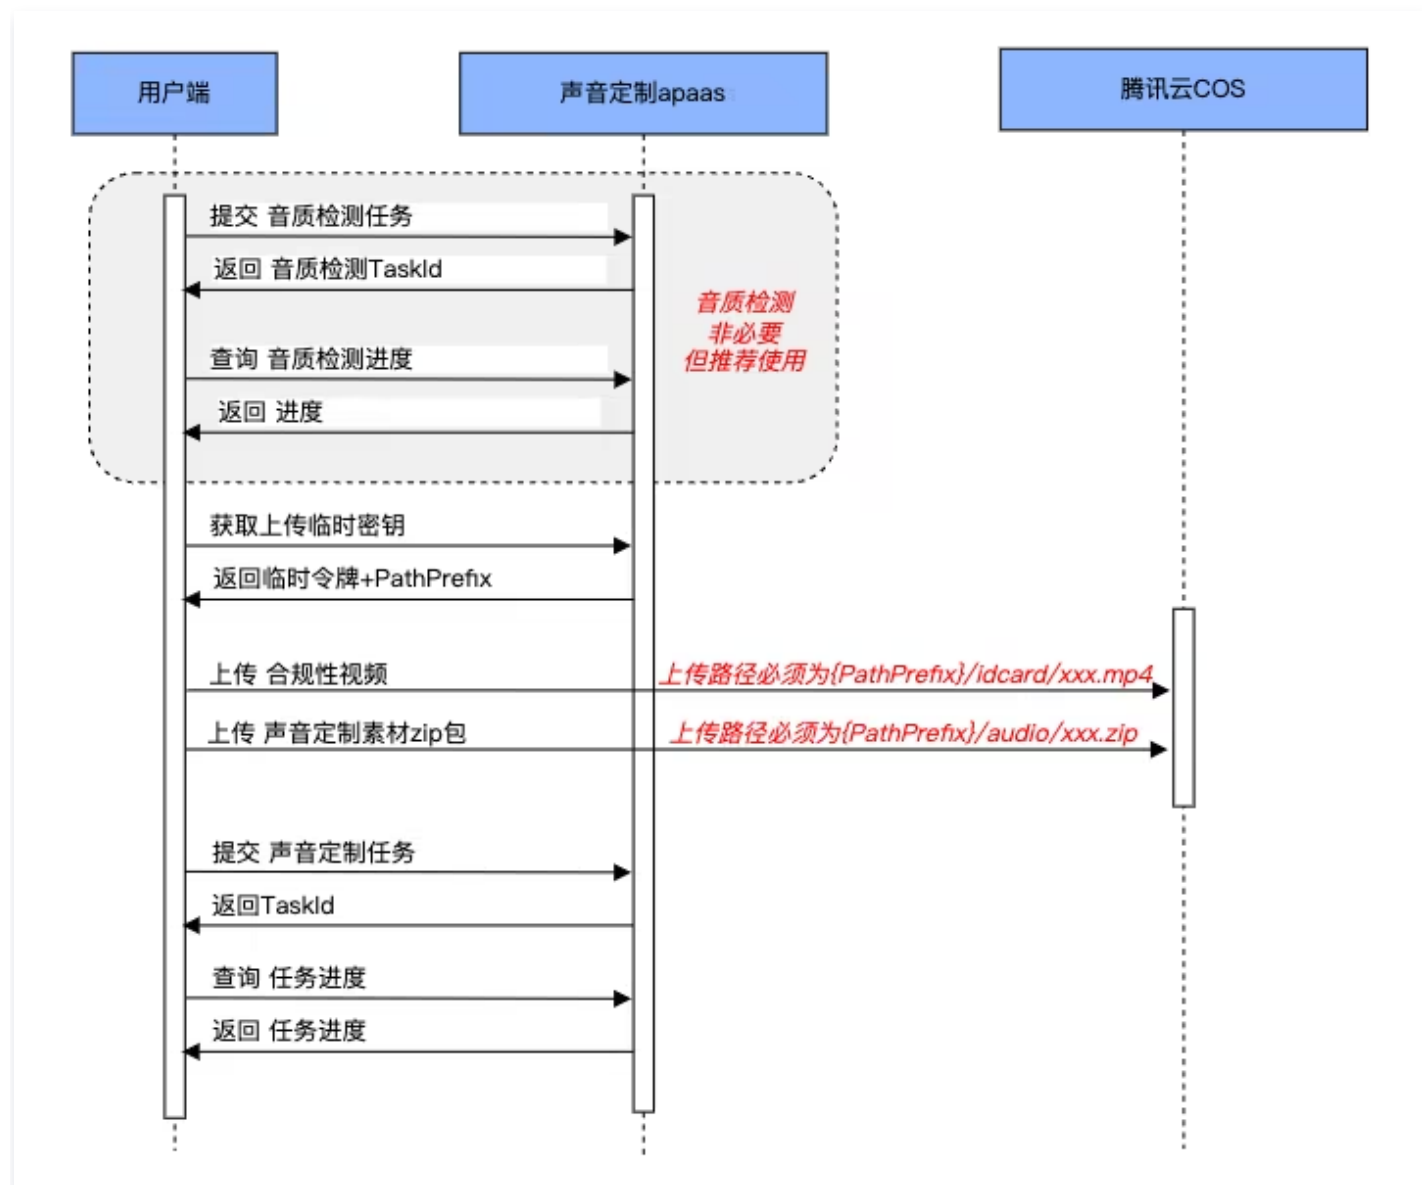 用户端
声音定制apaas
腾讯云COS
提交 音质检测任务
返回 音质检测TaskId
音质检测
非必要
但推荐使用
查询 音质检测进度
返回 进度
获取上传临时密钥
返回临时令牌+PathPrefix
上传 合规性视频
上传路径必须为{PathPrefix}/idcard/xxx.mp4
上传 声音定制素材zip包
上传路径必须为{PathPrefix}/audio/xxx.zip
提交 声音定制任务
返回TaskId
查询 任务进度
返回 任务进度